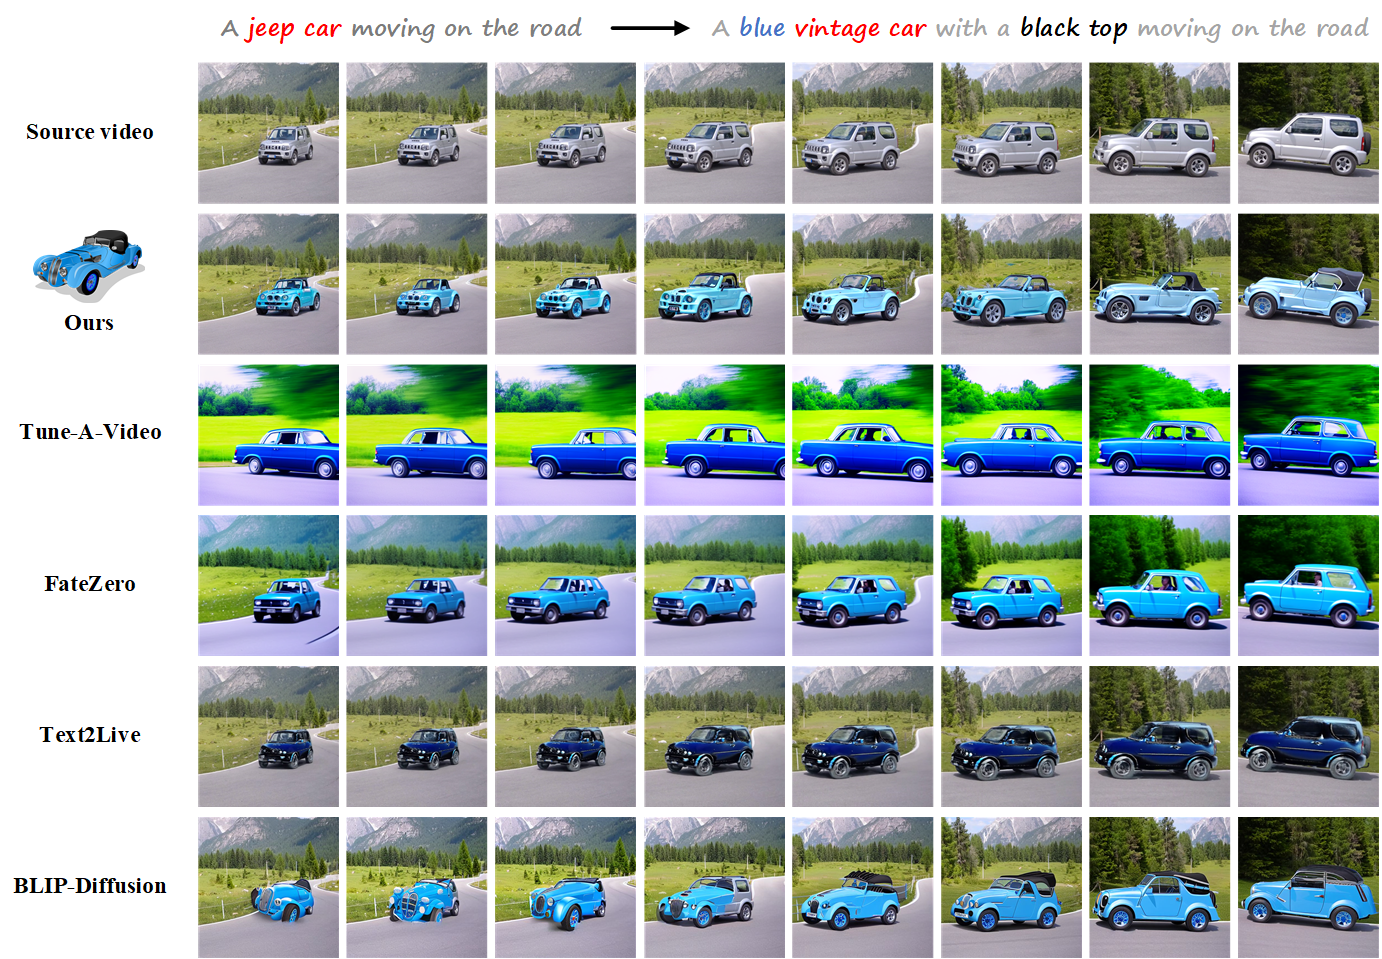 A jeep car moving on the road
A blue vintage car with a black top moving on the road
Source video
Ours
Tune-A-Video
FateZero
Text2Live
BLIP-Diffusion